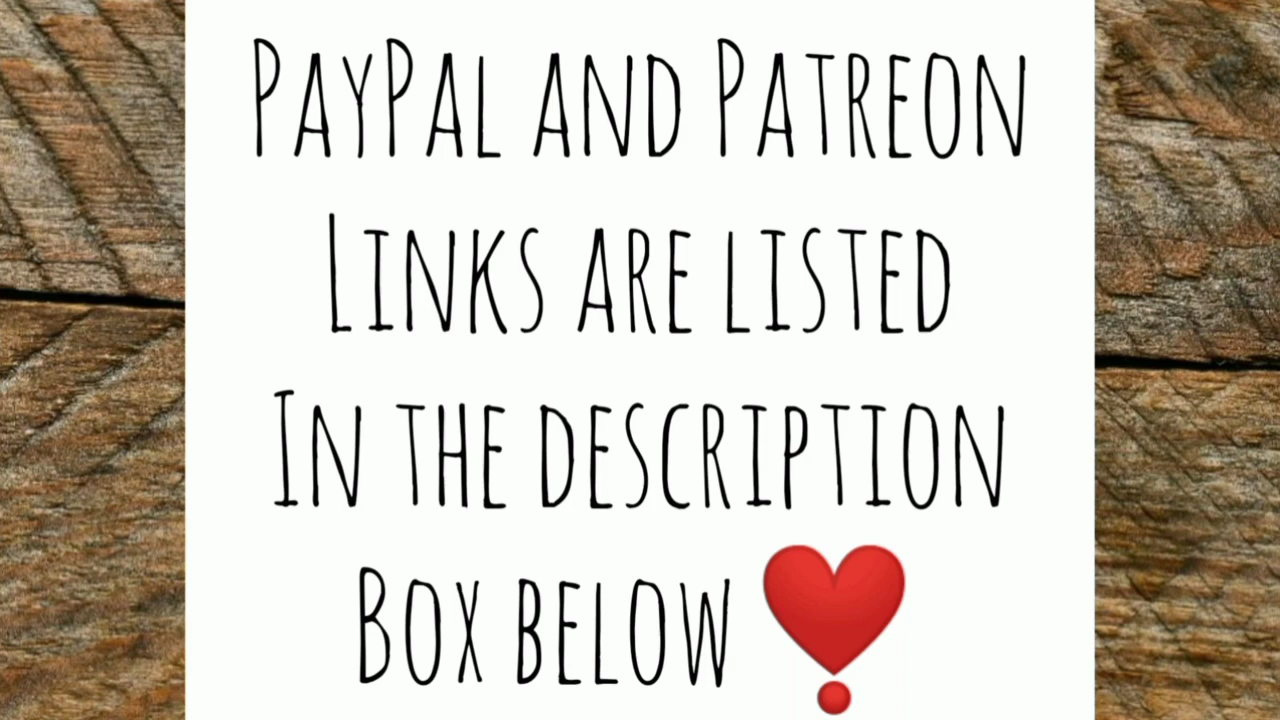 PayPal and Patreon
Links are listed
In the description
Box below ❣